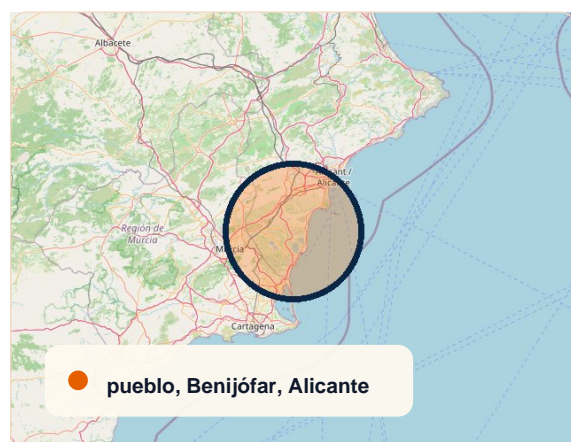 Albacete
Alacant /
Alicante
Región de
Murcia
Murcia
Cartagena
pueblo, Benijófar, Alicante